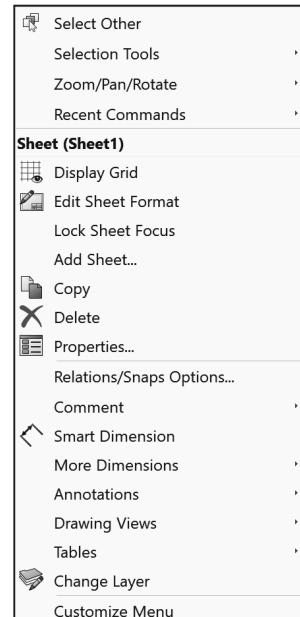 Select Other
Selection Tools
Zoom/Pan/Rotate
Recent Commands
Sheet (Sheet1)
Display Grid
Edit Sheet Format
Lock Sheet Focus
Add Sheet...
Copy
Delete
Properties...
Relations/Snaps Options...
Comment
Smart Dimension
More Dimensions
Annotations
Drawing Views
Tables
Change Layer
Customize Menu